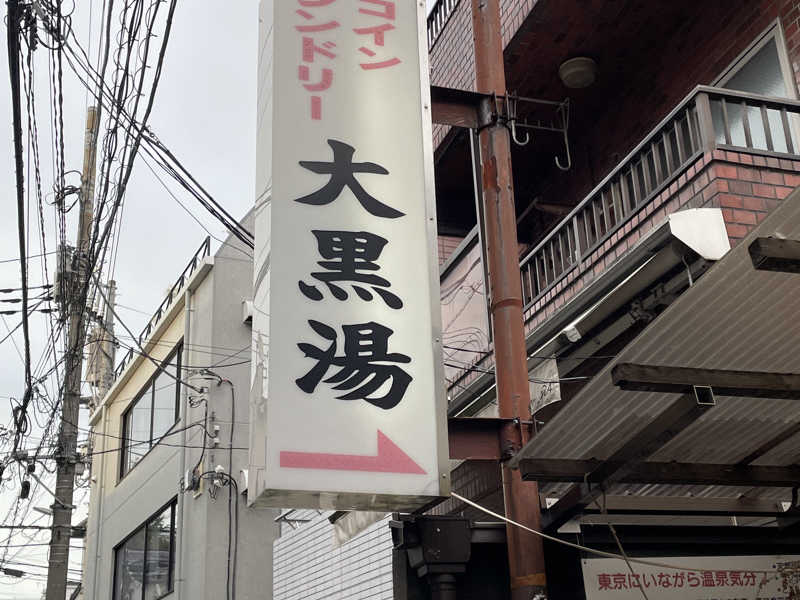 コイン
ランドリー
大黒湯
東京にいながら温泉気分